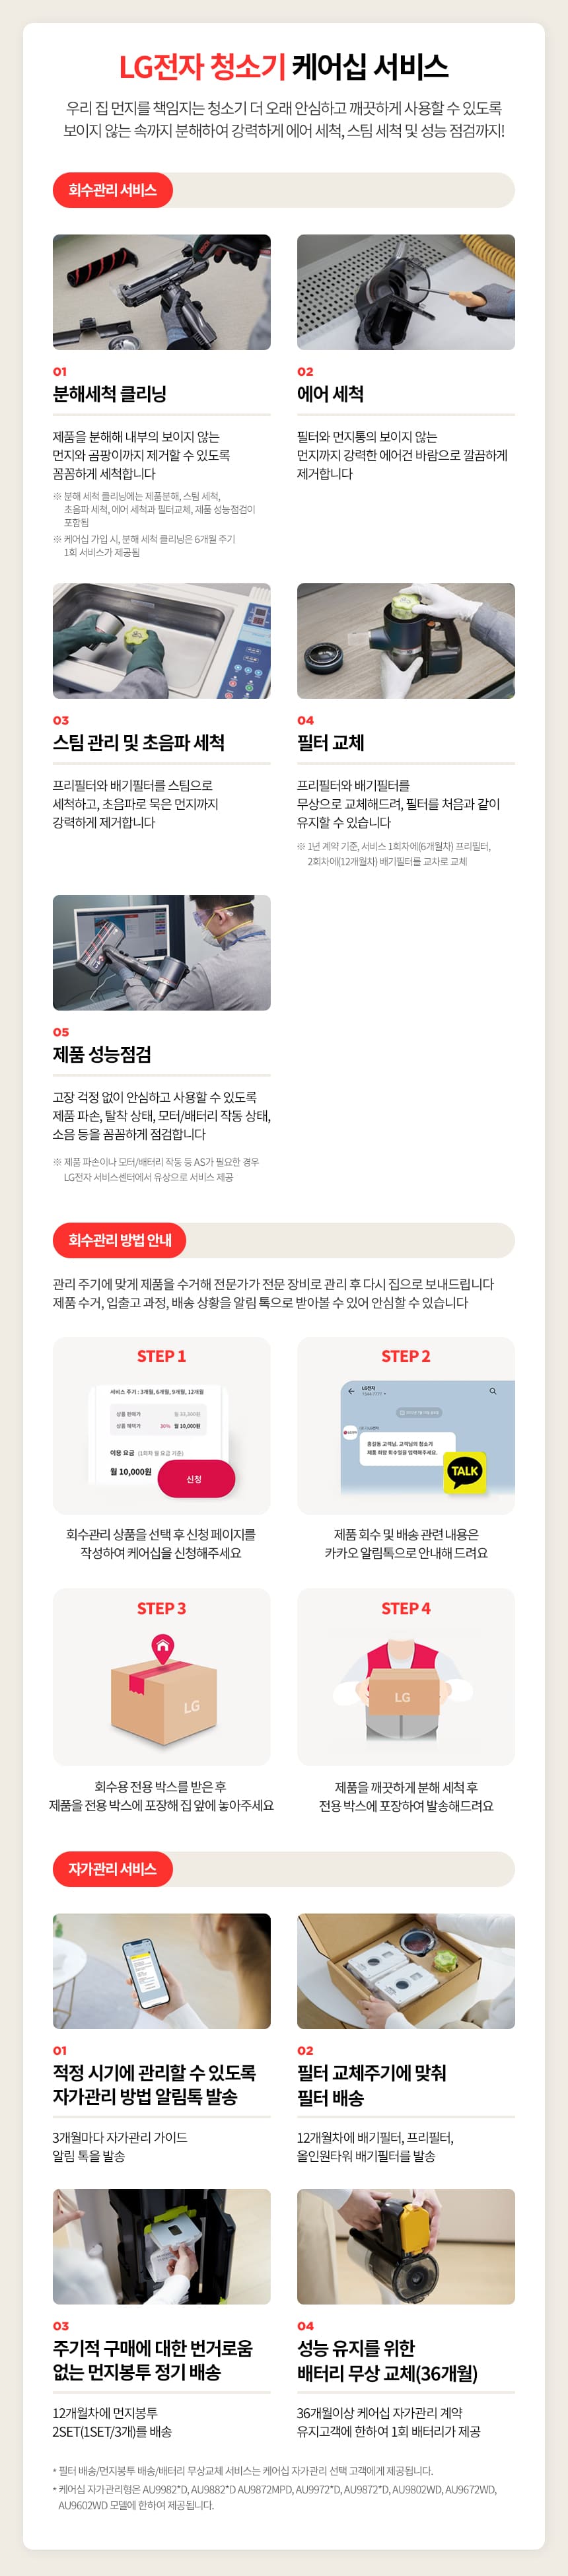 LG전자 청소기 케어십 서비스
우리 집 먼지를 책임지는 청소기 더 오래 안심하고 깨끗하게 사용할 수 있도록
보이지 않는 속까지 분해하여 강력하게 에어 세척, 스팀 세척 및 성능 점검까지!
회수관리 서비스
01
분해세척 클리닝
제품을 분해해 내부의 보이지 않는
먼지와 곰팡이까지 제거할 수 있도록
꼼꼼하게 세척합니다
※ 분해 세척 클리닝에는 제품분해, 스팀 세척,
초음파 세척, 에어 세척과 필터교체, 제품 성능점검이
포함됨
※ 케어십 가입 시, 분해 세척 클리닝은 6개월 주기
1회 서비스가 제공됨
02
에어 세척
필터와 먼지통의 보이지 않는
먼지까지 강력한 에어건 바람으로 깔끔하게
제거합니다
03
스팀 관리 및 초음파 세척
프리필터와 배기필터를 스팀으로
세척하고, 초음파로 묵은 먼지까지
강력하게 제거합니다
04
필터 교체
프리필터와 배기필터를
무상으로 교체해드려, 필터를 처음과 같이
유지할 수 있습니다
※ 1년 계약 기준, 서비스 1회차에(6개월차) 프리필터,
2회차에(12개월차) 배기필터를 교차로 교체
05
제품 성능점검
고장 걱정 없이 안심하고 사용할 수 있도록
제품 파손, 탈착 상태, 모터/배터리 작동 상태,
소음 등을 꼼꼼하게 점검합니다
※ 제품 파손이나 모터/배터리 작동 등 AS가 필요한 경우
LG전자 서비스센터에서 유상으로 서비스 제공
회수관리 방법 안내
관리 주기에 맞게 제품을 수거해 전문가가 전문 장비로 관리 후 다시 집으로 보내드립니다
제품 수거, 입출고 과정, 배송 상황을 알림 톡으로 받아볼 수 있어 안심할 수 있습니다
STEP 1
서비스 주기 : 3개월, 6개월, 9개월, 12개월
상품 판매가
상품 혜택가 30% 월 10,000원
이용 요금 (1회차 월 요금 기준)
월 10,000원
신청
회수관리 상품을 선택 후 신청 페이지를
작성하여 케어십을 신청해주세요
STEP 2
LG전자
홍길동 고객님, 고객님의 청소기
제품 희망 회수일을 입력해주세요.
TALK
제품 회수 및 배송 관련 내용은
카카오 알림톡으로 안내해 드려요
STEP 3
LG
회수용 전용 박스를 받은 후
제품을 전용 박스에 포장해 집 앞에 놓아주세요
STEP 4
LG
제품을 깨끗하게 분해 세척 후
전용 박스에 포장하여 발송해드려요
자가관리 서비스
01
적정 시기에 관리할 수 있도록
자가관리 방법 알림톡 발송
3개월마다 자가관리 가이드
알림 톡을 발송
02
필터 교체주기에 맞춰
필터 배송
12개월차에 배기필터, 프리필터,
올인원타워 배기필터를 발송
03
주기적 구매에 대한 번거로움
없는 먼지봉투 정기 배송
12개월차에 먼지봉투
2SET(1SET/3개)를 배송
04
성능 유지를 위한
배터리 무상 교체(36개월)
36개월이상 케어십 자가관리 계약
유지고객에 한하여 1회 배터리가 제공
* 필터 배송/먼지봉투 배송/배터리 무상교체 서비스는 케어십 자가관리 선택 고객에게 제공됩니다.
* 케어십 자가관리형은 AU9982*D, AU9882*D AU9872MPD, AU9972*D, AU9872*D, AU9802WD, AU9672WD,
AU9602WD 모델에 한하여 제공됩니다.